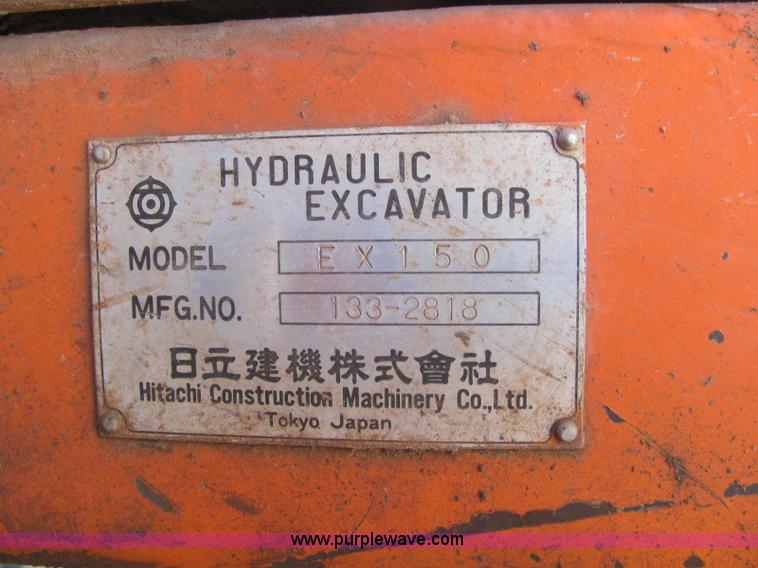 HYDRAULIC
EXCAVATOR
MODEL EX150
MFG.NO. 133-2818
日立建機株式會社
Hitachi Construction Machinery Co.,Ltd.
Tokyo Japan
www.purplewave.com